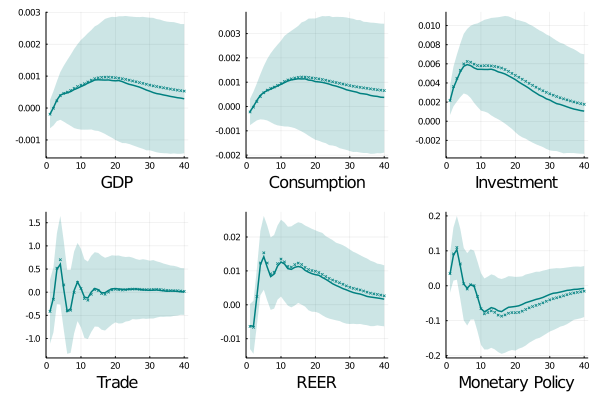 0.003
0.002
0.001
0.000
-0.001
0 10 20 30 40
GDP
0.003
0.002
0.001
0.000
-0.001
-0.002
0 10 20 30 40
Consumption
0.010
0.008
0.006
0.004
0.002
0.000
-0.002
0 10 20 30 40
Investment
1.5
1.0
0.5
0.0
-0.5
-1.0
0 10 20 30 40
Trade
0.02
0.01
0.00
-0.01
0 10 20 30 40
REER
0.2
0.1
0.0
-0.1
-0.2
0 10 20 30 40
Monetary Policy